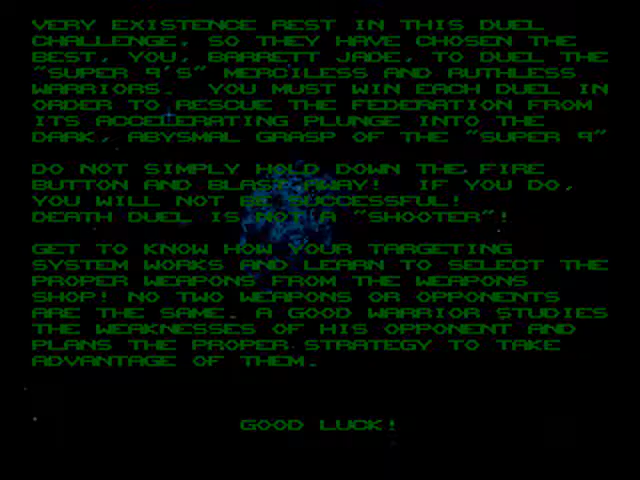 VERY EXISTENCE REST IN THIS DUEL
CHALLENGE, SO THEY HAVE CHOSEN THE
BEST, YOU, BARRETT JADE, TO DUEL THE
"SUPER 9'S" MERCILESS AND RUTHLESS
WARRIORS. YOU MUST WIN EACH DUEL IN
ORDER TO RESCUE THE FEDERATION FROM
ITS ACCELERATING PLUNGE INTO THE
DARK, ABYSMAL GRASP OF THE "SUPER 9"
DO NOT SIMPLY HOLD DOWN THE FIRE
BUTTON AND BLAST AWAY! IF YOU DO,
YOU WILL NOT BE SUCCESSFUL!
DEATH DUEL IS NOT A "SHOOTER"!
GET TO KNOW HOW YOUR TARGETING
SYSTEM WORKS AND LEARN TO SELECT THE
PROPER WEAPONS FROM THE WEAPONS
SHOP! NO TWO WEAPONS OR OPPONENTS
ARE THE SAME. A GOOD WARRIOR STUDIES
THE WEAKNESSES OF HIS OPPONENT AND
PLANS THE PROPER STRATEGY TO TAKE
ADVANTAGE OF THEM.
GOOD LUCK!